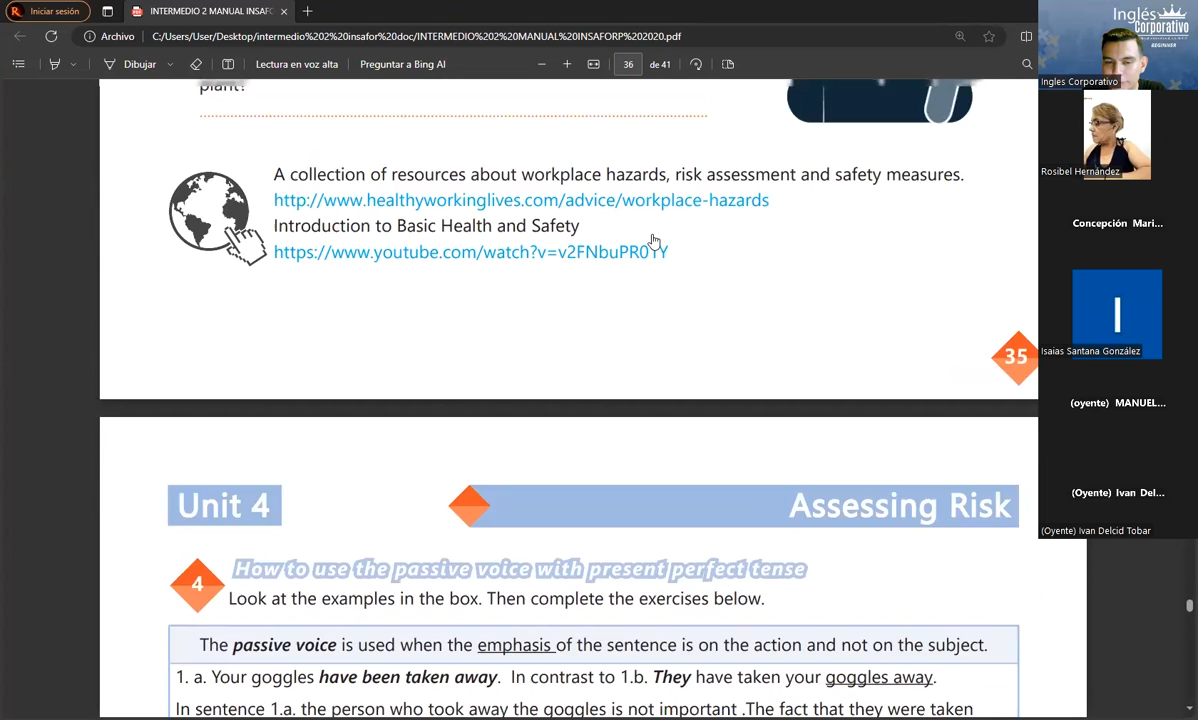 Iniciar sesión
INTERMEDIO 2 MANUAL INSAF
Archivo
C:/Users/User/Desktop/intermedio%202%20insafor%20doc/INTERMEDIO%202%20MANUAL%20INSAFORP%202020.pdf
Dibujar
Lectura en voz alta
Preguntar a Bing AI
36
de 41
plant?
A collection of resources about workplace hazards, risk assessment and safety measures.
http://www.healthyworkinglives.com/advice/workplace-hazards
Introduction to Basic Health and Safety
https://www.youtube.com/watch?v=v2FNbuPR01Y
35
Unit 4
Assessing Risk
4
How to use the passive voice with present perfect tense
Look at the examples in the box. Then complete the exercises below.
The passive voice is used when the emphasis of the sentence is on the action and not on the subject.
1. a. Your goggles have been taken away. In contrast to 1.b. They have taken your goggles away.
In sentence 1.a. the person who took away the goggles is not important .The fact that they were taken
Inglés
Corporativo
BEGINNER
Ingles Corporativo
Rosibel Hernández
Concepción Mari...
I
Isaias Santana González
(oyente) MANUEL...
(Oyente) Ivan Del...
(Oyente) Ivan Delcid Tobar